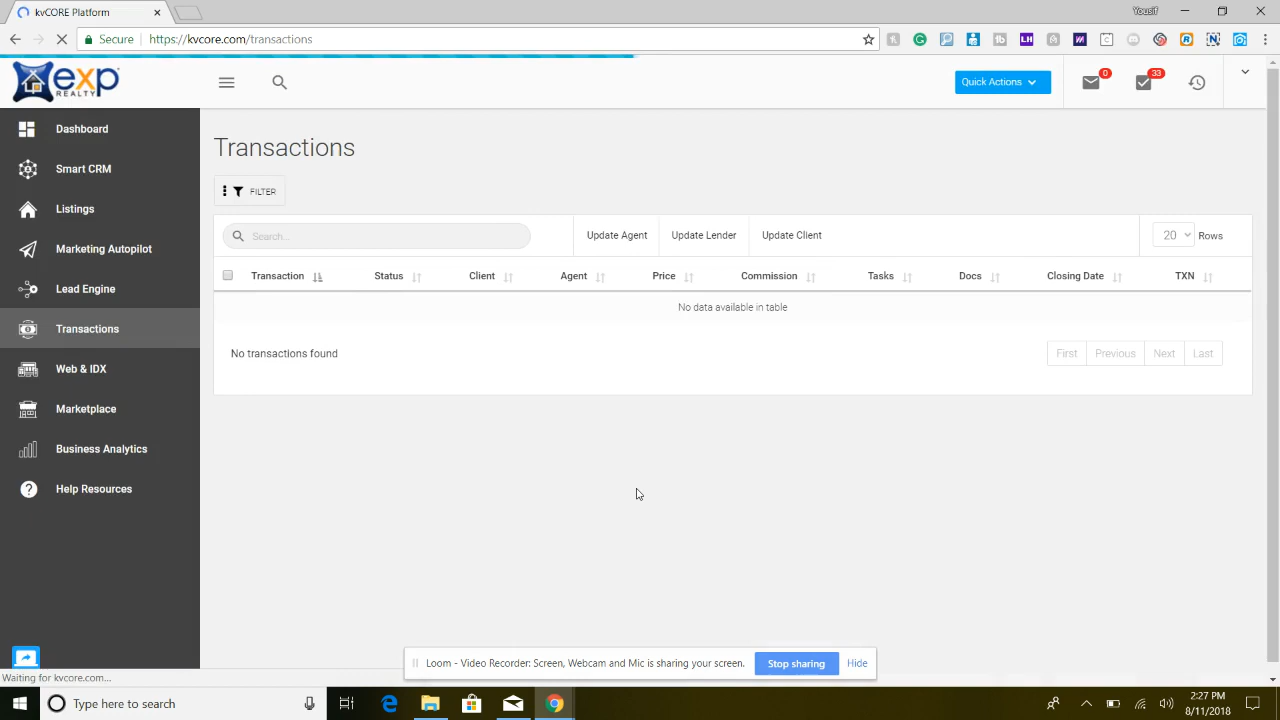 kvCORE Platform
Yousif
Secure https://kvcore.com/transactions
exp
REALTY
Quick Actions
0
33
Dashboard
Smart CRM
Listings
Marketing Autopilot
Lead Engine
Transactions
Web & IDX
Marketplace
Business Analytics
Help Resources
Transactions
FILTER
Search...
Update Agent Update Lender Update Client
20 Rows
Transaction Status Client Agent Price Commission Tasks Docs Closing Date TXN
No data available in table
No transactions found
First Previous Next Last
Loom - Video Recorder: Screen, Webcam and Mic is sharing your screen. Stop sharing Hide
Waiting for kvcore.com...
Type here to search
2:27 PM
8/11/2018